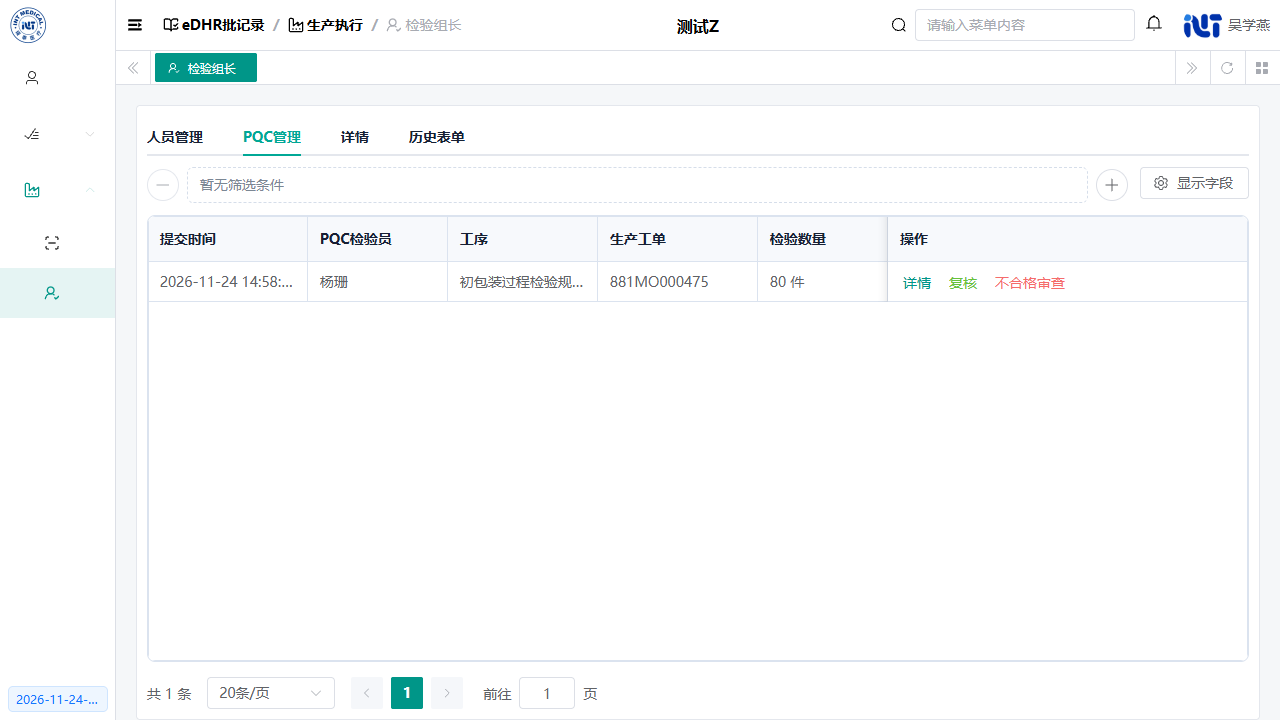 eDHR批记录 / 生产执行 / 检验组长
测试Z
请输入菜单内容
吴学燕
检验组长
人员管理
PQC管理
详情
历史表单
暂无筛选条件
显示字段
提交时间
PQC检验员
工序
生产工单
检验数量
操作
2026-11-24 14:58:...
杨珊
初包装过程检验规...
881MO000475
80 件
详情
复核
不合格审查
共 1 条
20条/页
1
前往
1
页
2026-11-24-...